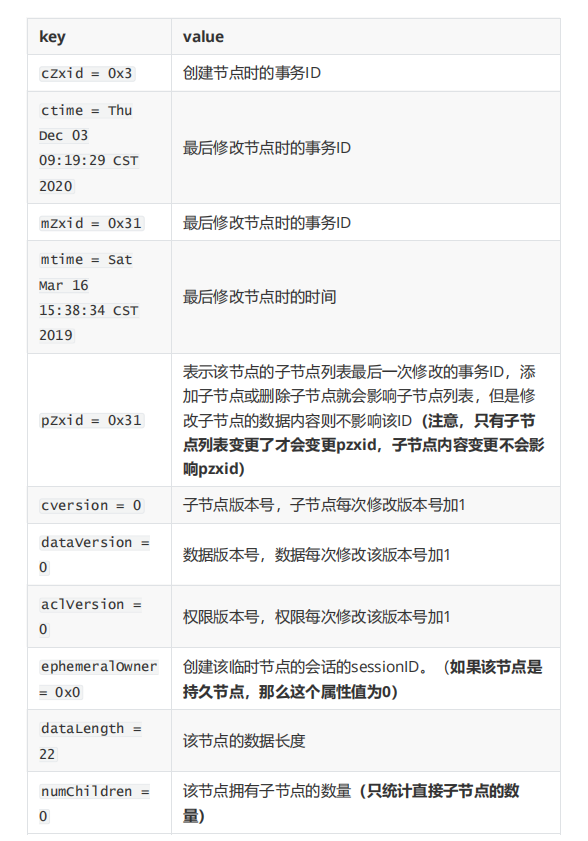 key value
cZxid = 0x3 创建节点时的事务ID
ctime = Thu
Dec 03
09:19:29 CST
2020
最后修改节点时的事务ID
mZxid = 0x31 最后修改节点时的事务ID
mtime = Sat
Mar 16
15:38:34 CST
2019
最后修改节点时的时间
pZxid = 0x31
表示该节点的子节点列表最后一次修改的事务ID，添
加子节点或删除子节点就会影响子节点列表，但是修
改子节点的数据内容则不影响该ID（注意，只有子节
点列表变更了才会变更pzxid，子节点内容变更不会影
响pzxid）
cversion = 0 子节点版本号，子节点每次修改版本号加1
dataVersion =
0
数据版本号，数据每次修改该版本号加1
aclVersion =
0
权限版本号，权限每次修改该版本号加1
ephemeralOwner
= 0x0
创建该临时节点的会话的sessionID。（如果该节点是
持久节点，那么这个属性值为0）
dataLength =
22
该节点的数据长度
numChildren =
0
该节点拥有子节点的数量（只统计直接子节点的数
量）